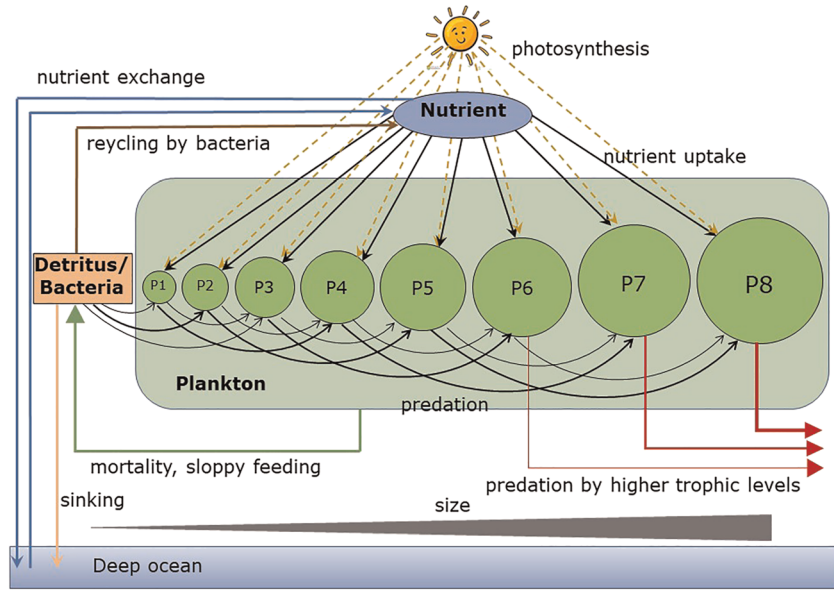 photosynthesis
nutrient exchange
Nutrient
reycling by bacteria
nutrient uptake
Detritus/
Bacteria
P1
P2
P3
P4
P5
P6
P7
P8
Plankton
predation
mortality, sloppy feeding
predation by higher trophic levels
sinking
size
Deep ocean